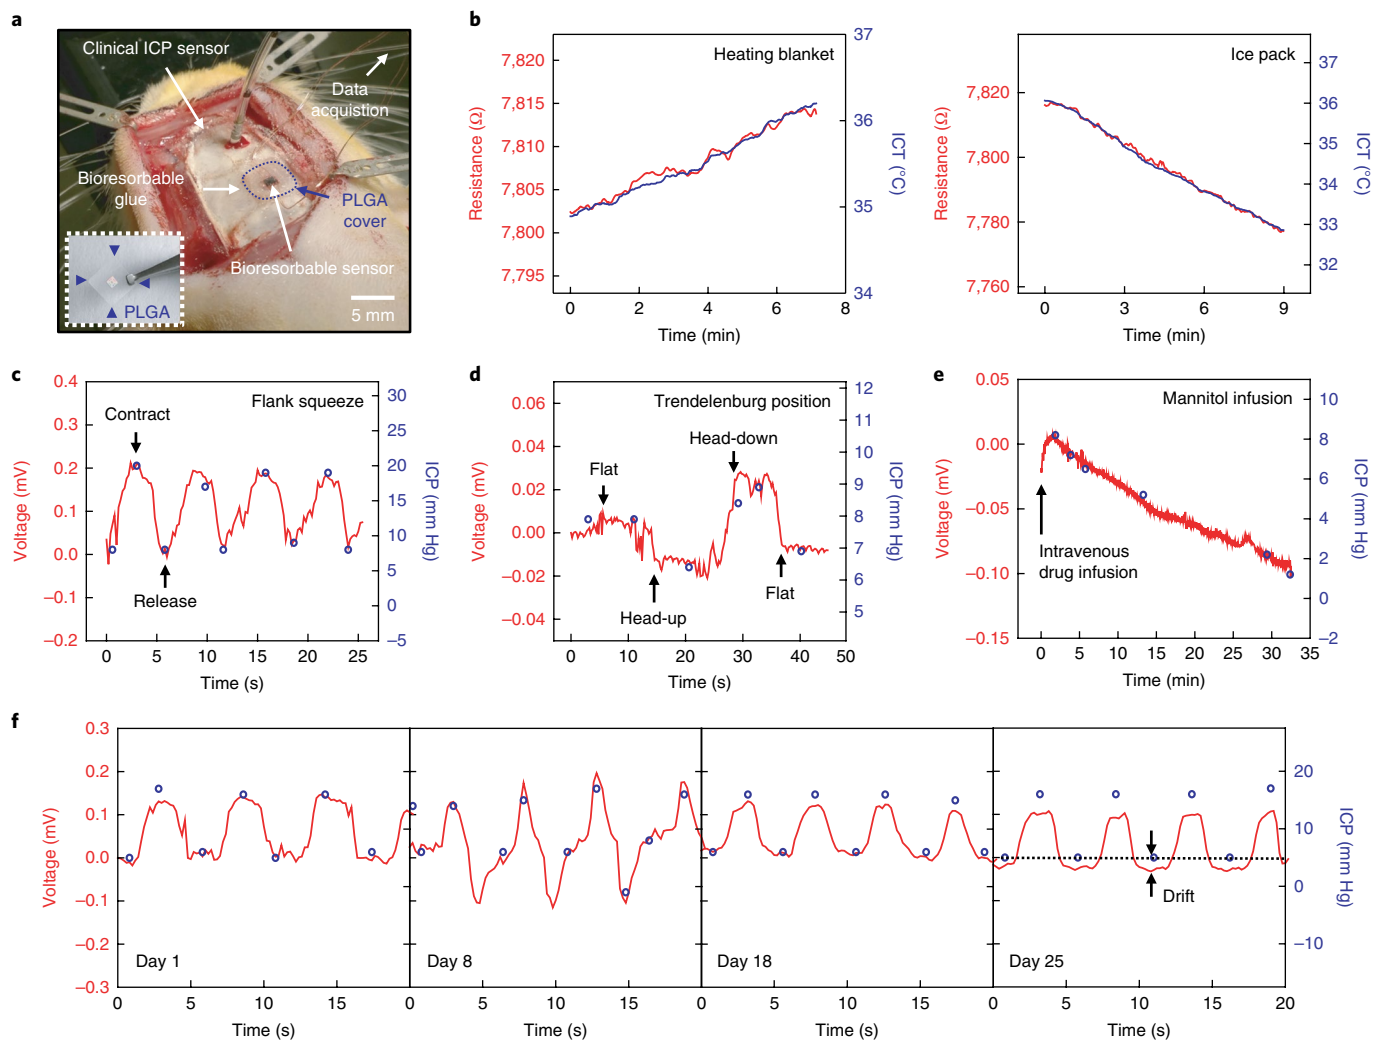 a
Clinical ICP sensor
Data
acquistion
Bioresorbable
glue
PLGA
cover
Bioresorbable sensor
5 mm
PLGA
b
Heating blanket
7,820
7,815
7,810
7,805
7,800
7,795
Resistance (Ω)
37
36
35
34
ICT (°C)
0 2 4 6 8
Time (min)
Ice pack
7,820
7,800
7,780
7,760
Resistance (Ω)
37
36
35
34
33
32
ICT (°C)
0 3 6 9
Time (min)
c
Flank squeeze
Contract
Release
0.4
0.3
0.2
0.1
0.0
–0.1
–0.2
Voltage (mV)
30
25
20
15
10
5
0
–5
ICP (mm Hg)
0 5 10 15 20 25
Time (s)
d
Trendelenburg position
Head-down
Flat
Head-up
Flat
0.06
0.04
0.02
0.00
–0.02
–0.04
Voltage (mV)
12
11
10
9
8
7
6
5
ICP (mm Hg)
0 10 20 30 40 50
Time (s)
e
Mannitol infusion
Intravenous
drug infusion
0.05
0.00
–0.05
–0.10
–0.15
Voltage (mV)
10
8
6
4
2
0
–2
ICP (mm Hg)
0 5 10 15 20 25 30 35
Time (min)
f
0.3
0.2
0.1
0.0
–0.1
–0.2
–0.3
Voltage (mV)
Day 1
Day 8
Day 18
Day 25
Drift
20
10
0
–10
ICP (mm Hg)
0 5 10 15 0 5 10 15 0 5 10 15 0 5 10 15 20
Time (s) Time (s) Time (s) Time (s)